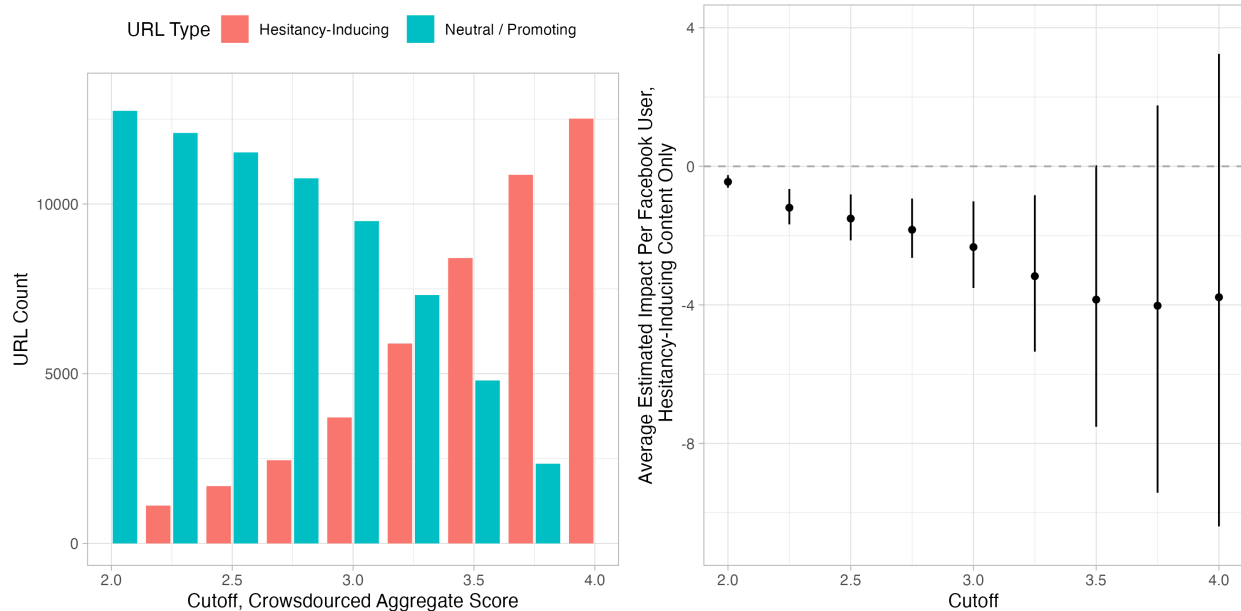 URL Type
Hesitancy-Inducing
Neutral / Promoting
URL Count
10000
5000
0
2.0
2.5
3.0
3.5
4.0
Cutoff, Crowsdourced Aggregate Score
Average Estimated Impact Per Facebook User,
Hesitancy-Inducing Content Only
4
0
-4
-8
2.0
2.5
3.0
3.5
4.0
Cutoff